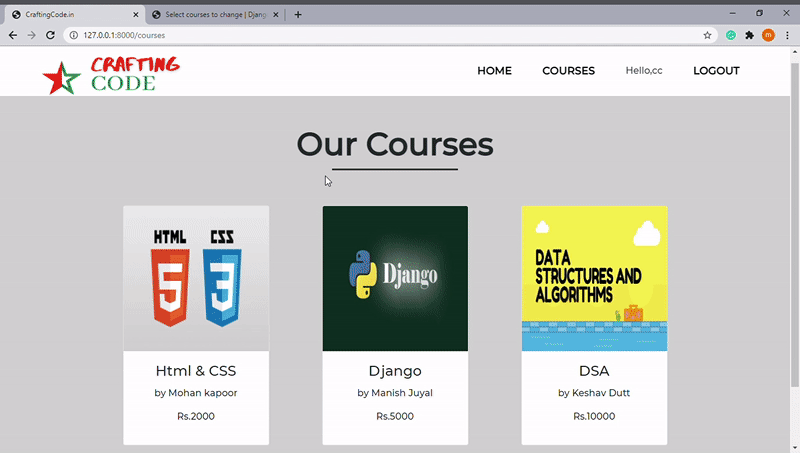 CraftingCode.in
Select courses to change | Djang
127.0.0.1:8000/courses
m
CRAFTING
CODE
HOME
COURSES
Hello,cc
LOGOUT
Our Courses
HTML
CSS
5
3
Django
DATA
STRUCTURES AND
ALGORITHMS
Html & CSS
Django
DSA
by Mohan kapoor
by Manish Juyal
by Keshav Dutt
Rs.2000
Rs.5000
Rs.10000